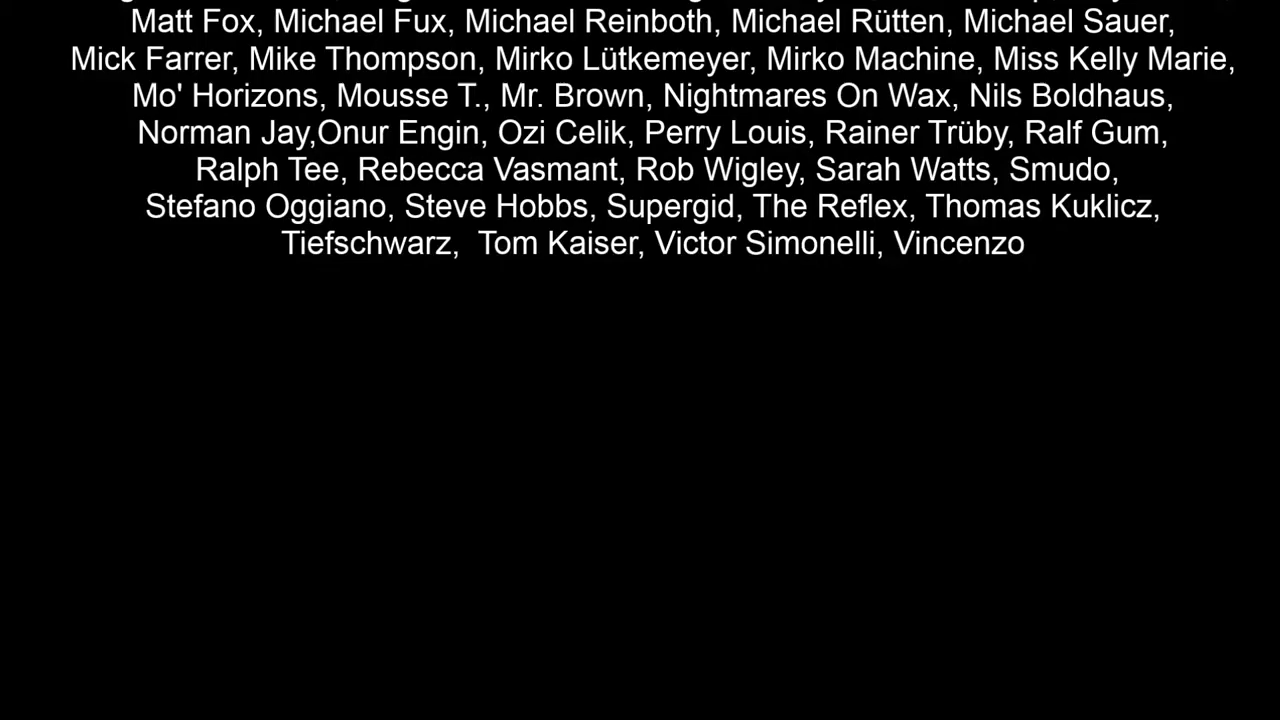 Matt Fox, Michael Fux, Michael Reinboth, Michael Rütten, Michael Sauer,
Mick Farrer, Mike Thompson, Mirko Lütkemeyer, Mirko Machine, Miss Kelly Marie,
Mo' Horizons, Mousse T., Mr. Brown, Nightmares On Wax, Nils Boldhaus,
Norman Jay,Onur Engin, Ozi Celik, Perry Louis, Rainer Trüby, Ralf Gum,
Ralph Tee, Rebecca Vasmant, Rob Wigley, Sarah Watts, Smudo,
Stefano Oggiano, Steve Hobbs, Supergid, The Reflex, Thomas Kuklicz,
Tiefschwarz,  Tom Kaiser, Victor Simonelli, Vincenzo